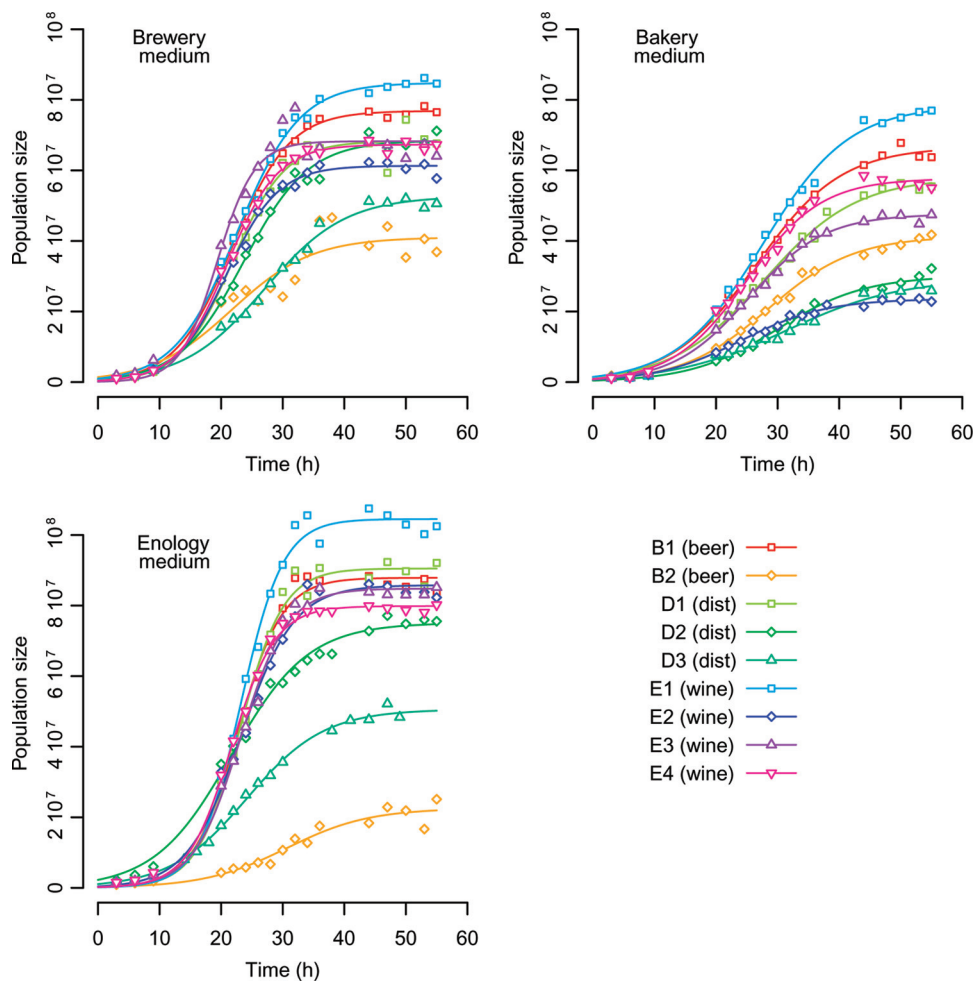 Brewery
medium
Population size
10⁸
8 10⁷
6 10⁷
4 10⁷
2 10⁷
0
0 10 20 30 40 50 60
Time (h)
Bakery
medium
Population size
10⁸
8 10⁷
6 10⁷
4 10⁷
2 10⁷
0
0 10 20 30 40 50 60
Time (h)
Enology
medium
Population size
10⁸
8 10⁷
6 10⁷
4 10⁷
2 10⁷
0
0 10 20 30 40 50 60
Time (h)
B1 (beer)
B2 (beer)
D1 (dist)
D2 (dist)
D3 (dist)
E1 (wine)
E2 (wine)
E3 (wine)
E4 (wine)